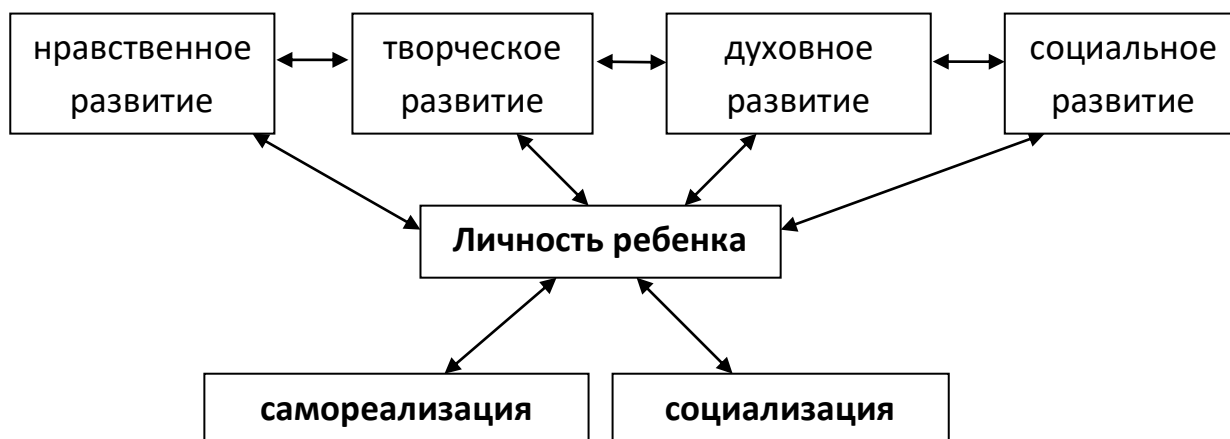 нравственное
развитие
творческое
развитие
духовное
развитие
социальное
развитие
Личность ребенка
самореализация
социализация